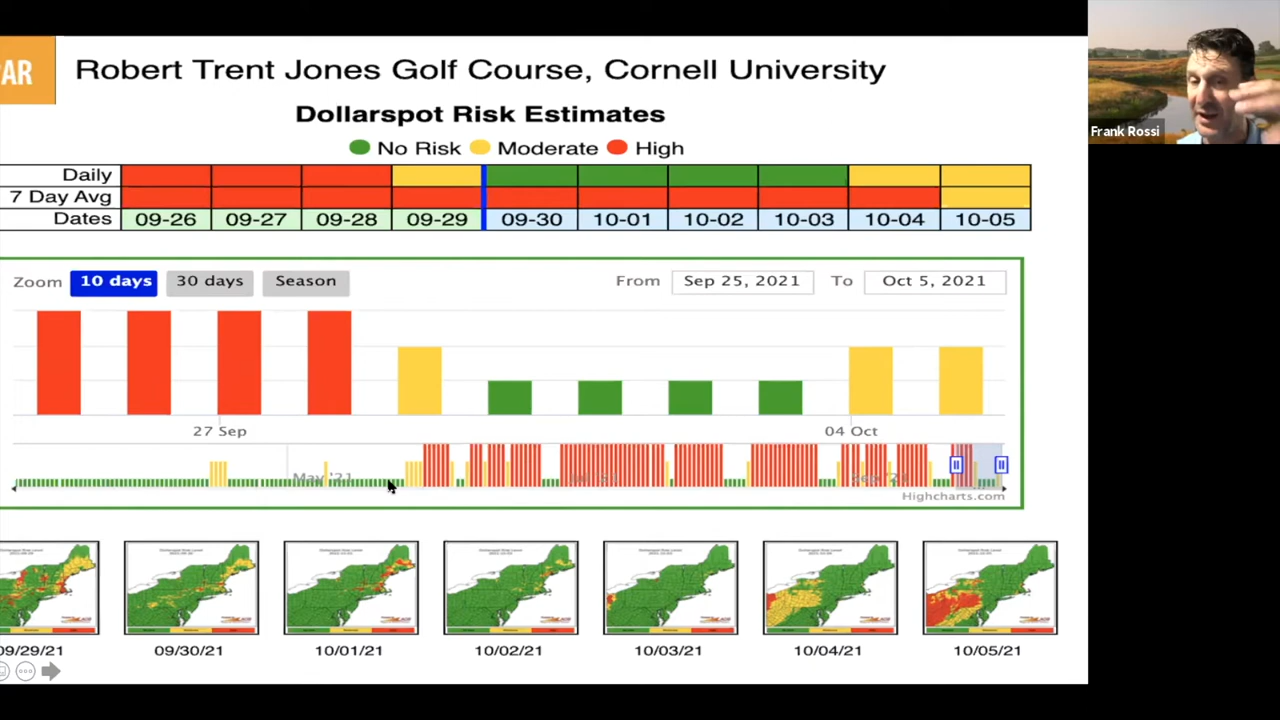 AR
Robert Trent Jones Golf Course, Cornell University
Dollarspot Risk Estimates
No Risk Moderate High
Daily
7 Day Avg
Dates 09-26 09-27 09-28 09-29 09-30 10-01 10-02 10-03 10-04 10-05
Zoom 10 days 30 days Season From Sep 25, 2021 To Oct 5, 2021
27 Sep 04 Oct
May '21
Highcharts.com
09/29/21 09/30/21 10/01/21 10/02/21 10/03/21 10/04/21 10/05/21
Frank Rossi